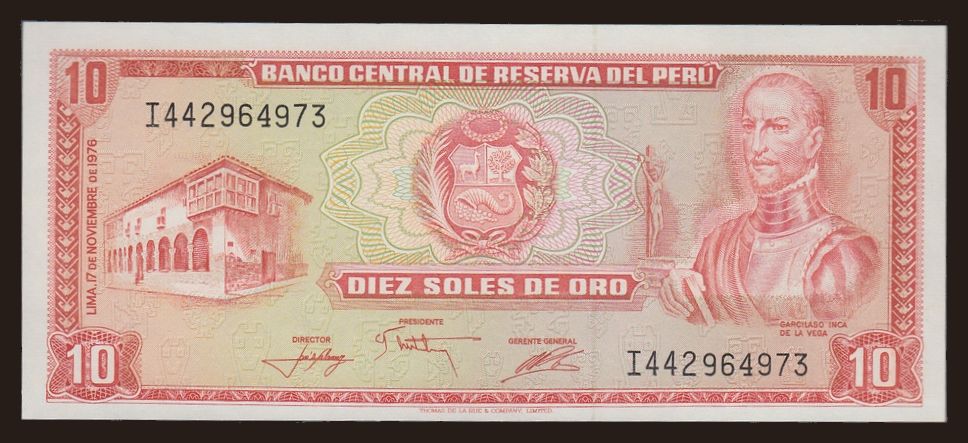 BANCO CENTRAL DE RESERVA DEL PERÚ
10
10
I442964973
LIMA, 17 DE NOVIEMBRE DE 1976
DIEZ SOLES DE ORO
GARCILASO INCA
DE LA VEGA
PRESIDENTE
DIRECTOR
GERENTE GENERAL
I442964973
10
10
THOMAS DE LA RUE & COMPANY, LIMITED.